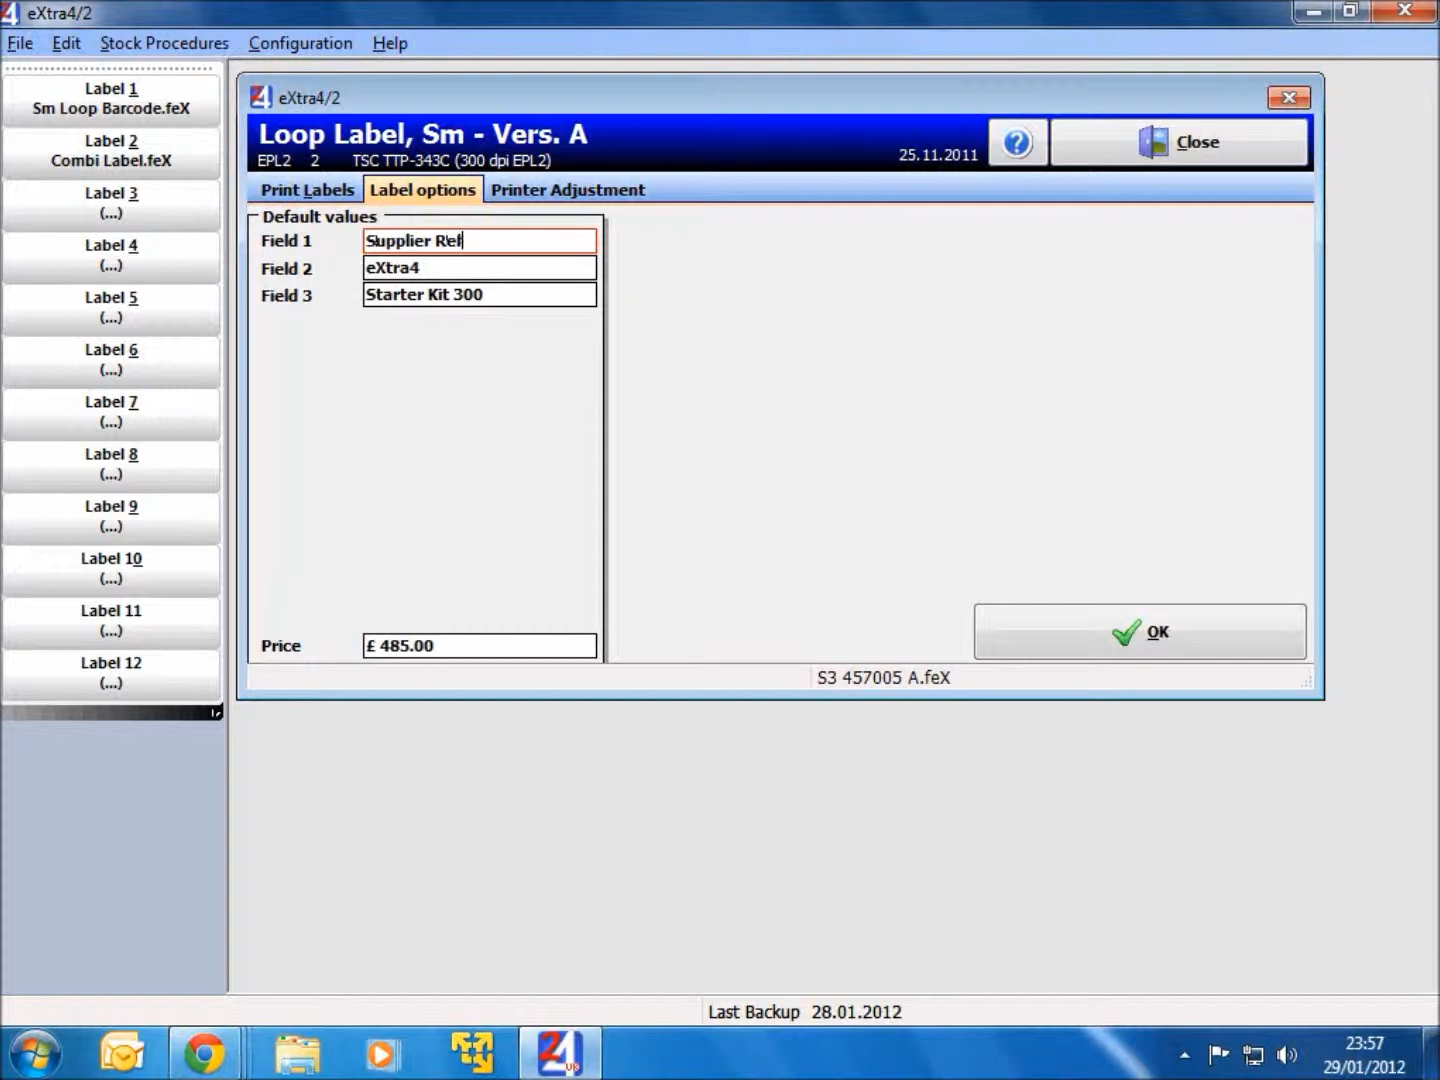 eXtra4/2
File Edit Stock Procedures Configuration Help
Label 1
Sm Loop Barcode.feX
Label 2
Combi Label.feX
Label 3
(...)
Label 4
(...)
Label 5
(...)
Label 6
(...)
Label 7
(...)
Label 8
(...)
Label 9
(...)
Label 10
(...)
Label 11
(...)
Label 12
(...)
eXtra4/2
Loop Label, Sm - Vers. A
EPL2 2 TSC TTP-343C (300 dpi EPL2) 25.11.2011
Close
Print Labels Label options Printer Adjustment
Default values
Field 1 Supplier Ref
Field 2 eXtra4
Field 3 Starter Kit 300
OK
Price £ 485.00
S3 457005 A.feX
Last Backup 28.01.2012
23:57
29/01/2012